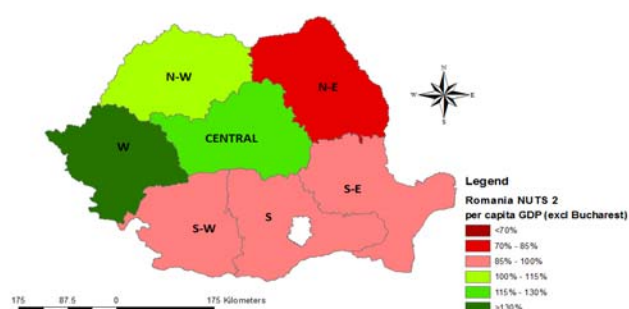 N-W
N-E
N
W E
S
W
CENTRAL
S-E
S-W
S
Legend
Romania NUTS 2
per capita GDP (excl Bucharest)
<70%
70% - 85%
85% - 100%
100% - 115%
115% - 130%
>130%
175 87.5 0 175 Kilometers